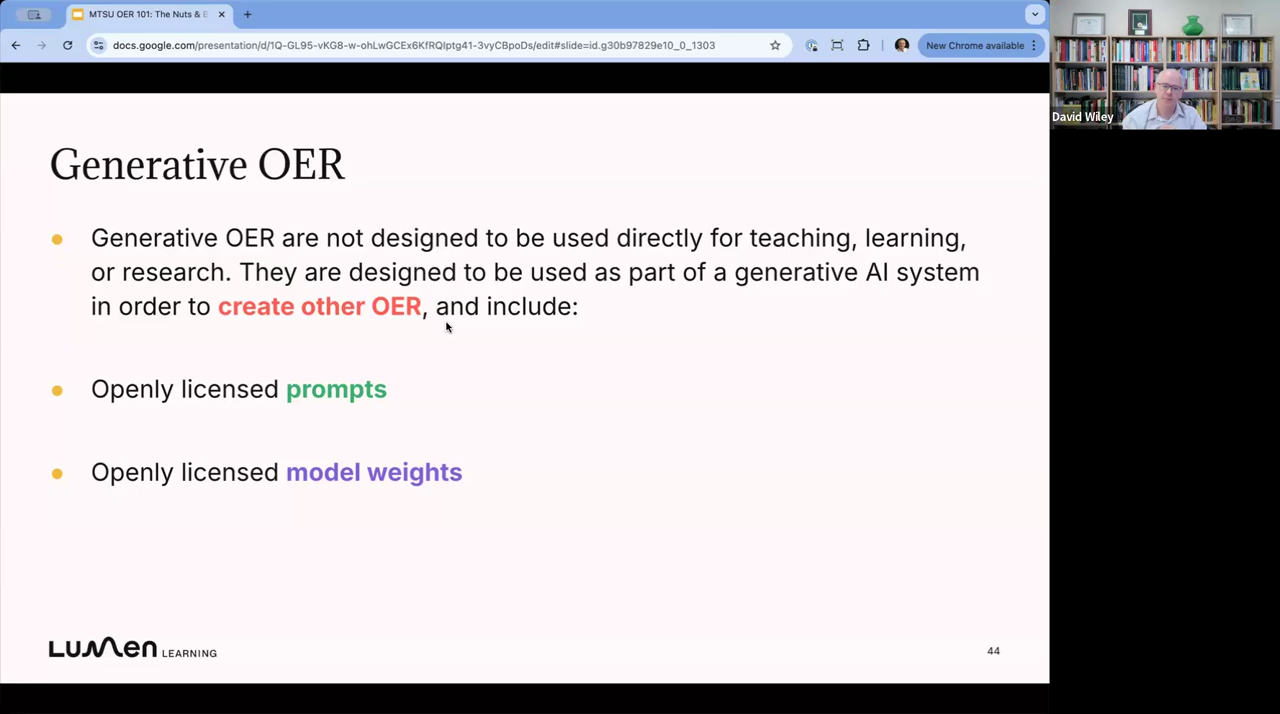 MTSU OER 101: The Nuts & B
docs.google.com/presentation/d/1Q-GL95-vKG8-w-ohLwGCEx6KfRQlptg41-3vyCBpoDs/edit#slide=id.g30b97829e10_0_1303
New Chrome available
David Wiley
Generative OER
Generative OER are not designed to be used directly for teaching, learning,
or research. They are designed to be used as part of a generative AI system
in order to create other OER, and include:
Openly licensed prompts
Openly licensed model weights
LUMEN LEARNING
44